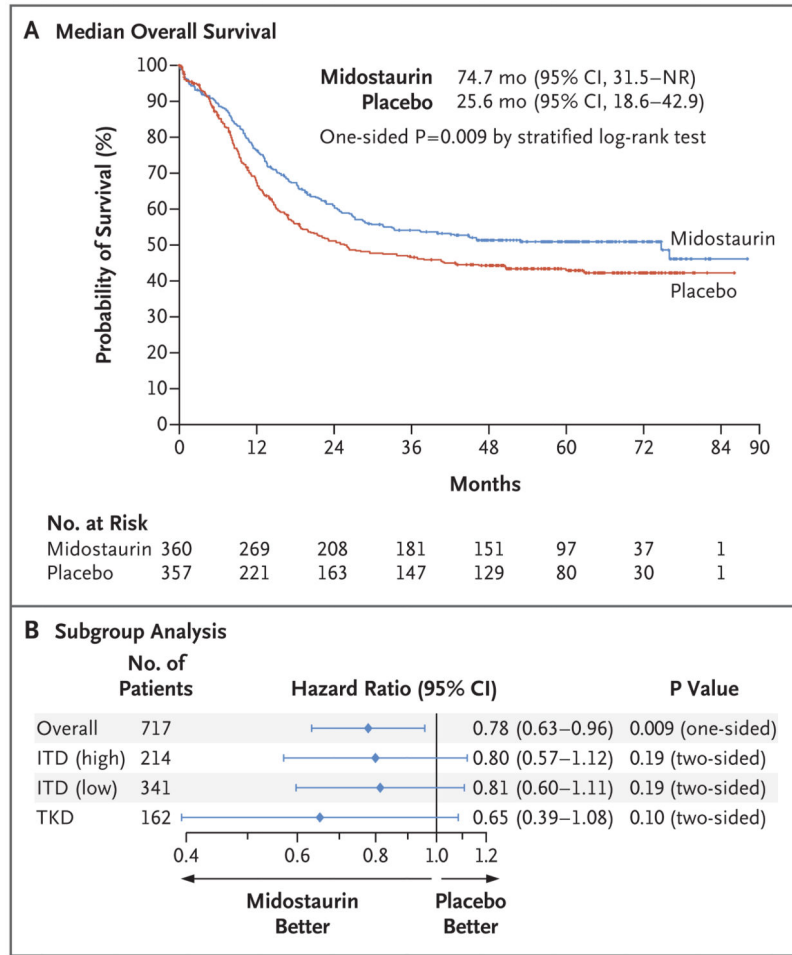 A Median Overall Survival
Midostaurin 74.7 mo (95% CI, 31.5–NR)
Placebo 25.6 mo (95% CI, 18.6–42.9)
One-sided P=0.009 by stratified log-rank test
Probability of Survival (%)
100
90
80
70
60
50
40
30
20
10
0
Midostaurin
Placebo
0 12 24 36 48 60 72 84 90
Months
No. at Risk
Midostaurin 360 269 208 181 151 97 37 1
Placebo 357 221 163 147 129 80 30 1
B Subgroup Analysis
No. of
Patients Hazard Ratio (95% CI) P Value
Overall 717 0.78 (0.63–0.96) 0.009 (one-sided)
ITD (high) 214 0.80 (0.57–1.12) 0.19 (two-sided)
ITD (low) 341 0.81 (0.60–1.11) 0.19 (two-sided)
TKD 162 0.65 (0.39–1.08) 0.10 (two-sided)
0.4 0.6 0.8 1.0 1.2
Midostaurin Placebo
Better Better